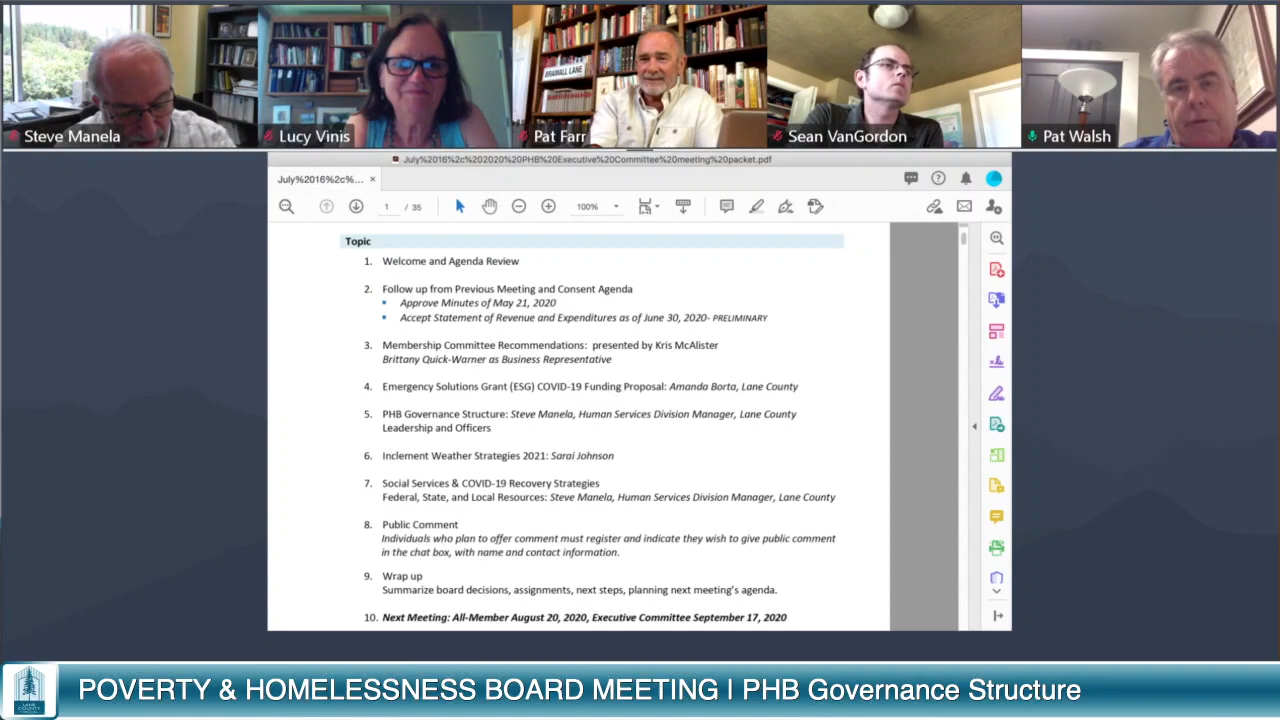 Steve Manela
Lucy Vinis
BRAMALL LANE
Pat Farr
Sean VanGordon
Pat Walsh
July%2016%2c%202020%20PHB%20Executive%20Committee%20meeting%20packet.pdf
July%2016%2c%... ×
1 / 35 100%
Topic
1. Welcome and Agenda Review
2. Follow up from Previous Meeting and Consent Agenda
▪ Approve Minutes of May 21, 2020
▪ Accept Statement of Revenue and Expenditures as of June 30, 2020- PRELIMINARY
3. Membership Committee Recommendations: presented by Kris McAlister
Brittany Quick-Warner as Business Representative
4. Emergency Solutions Grant (ESG) COVID-19 Funding Proposal: Amanda Borta, Lane County
5. PHB Governance Structure: Steve Manela, Human Services Division Manager, Lane County
Leadership and Officers
6. Inclement Weather Strategies 2021: Sarai Johnson
7. Social Services & COVID-19 Recovery Strategies
Federal, State, and Local Resources: Steve Manela, Human Services Division Manager, Lane County
8. Public Comment
Individuals who plan to offer comment must register and indicate they wish to give public comment
in the chat box, with name and contact information.
9. Wrap up
Summarize board decisions, assignments, next steps, planning next meeting's agenda.
10. Next Meeting: All-Member August 20, 2020, Executive Committee September 17, 2020
LANE
COUNTY
POVERTY & HOMELESSNESS BOARD MEETING | PHB Governance Structure